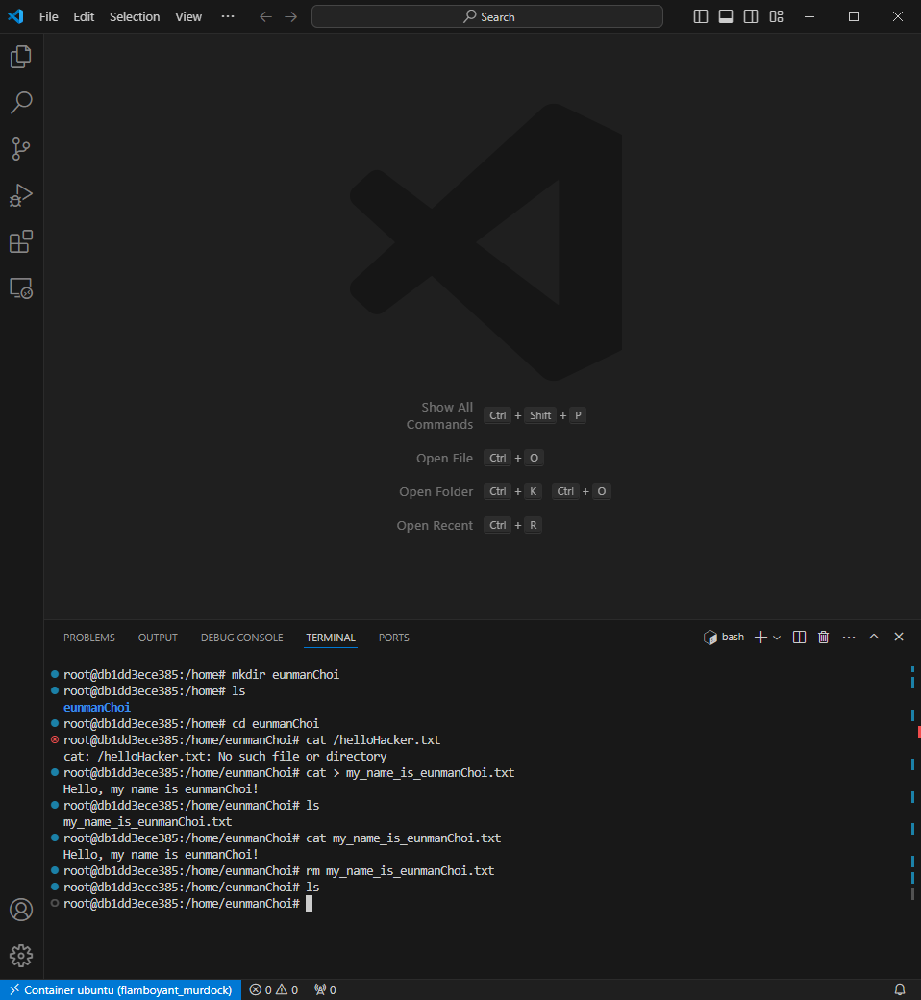 File Edit Selection View ··· Search
Show All
Commands Ctrl + Shift + P
Open File Ctrl + O
Open Folder Ctrl + K Ctrl + O
Open Recent Ctrl + R
PROBLEMS OUTPUT DEBUG CONSOLE TERMINAL PORTS bash
root@db1dd3ece385:/home# mkdir eunmanChoi
root@db1dd3ece385:/home# ls
eunmanChoi
root@db1dd3ece385:/home# cd eunmanChoi
root@db1dd3ece385:/home/eunmanChoi# cat /helloHacker.txt
cat: /helloHacker.txt: No such file or directory
root@db1dd3ece385:/home/eunmanChoi# cat > my_name_is_eunmanChoi.txt
Hello, my name is eunmanChoi!
root@db1dd3ece385:/home/eunmanChoi# ls
my_name_is_eunmanChoi.txt
root@db1dd3ece385:/home/eunmanChoi# cat my_name_is_eunmanChoi.txt
Hello, my name is eunmanChoi!
root@db1dd3ece385:/home/eunmanChoi# rm my_name_is_eunmanChoi.txt
root@db1dd3ece385:/home/eunmanChoi# ls
root@db1dd3ece385:/home/eunmanChoi#
Container ubuntu (flamboyant_murdock) 0 0 0